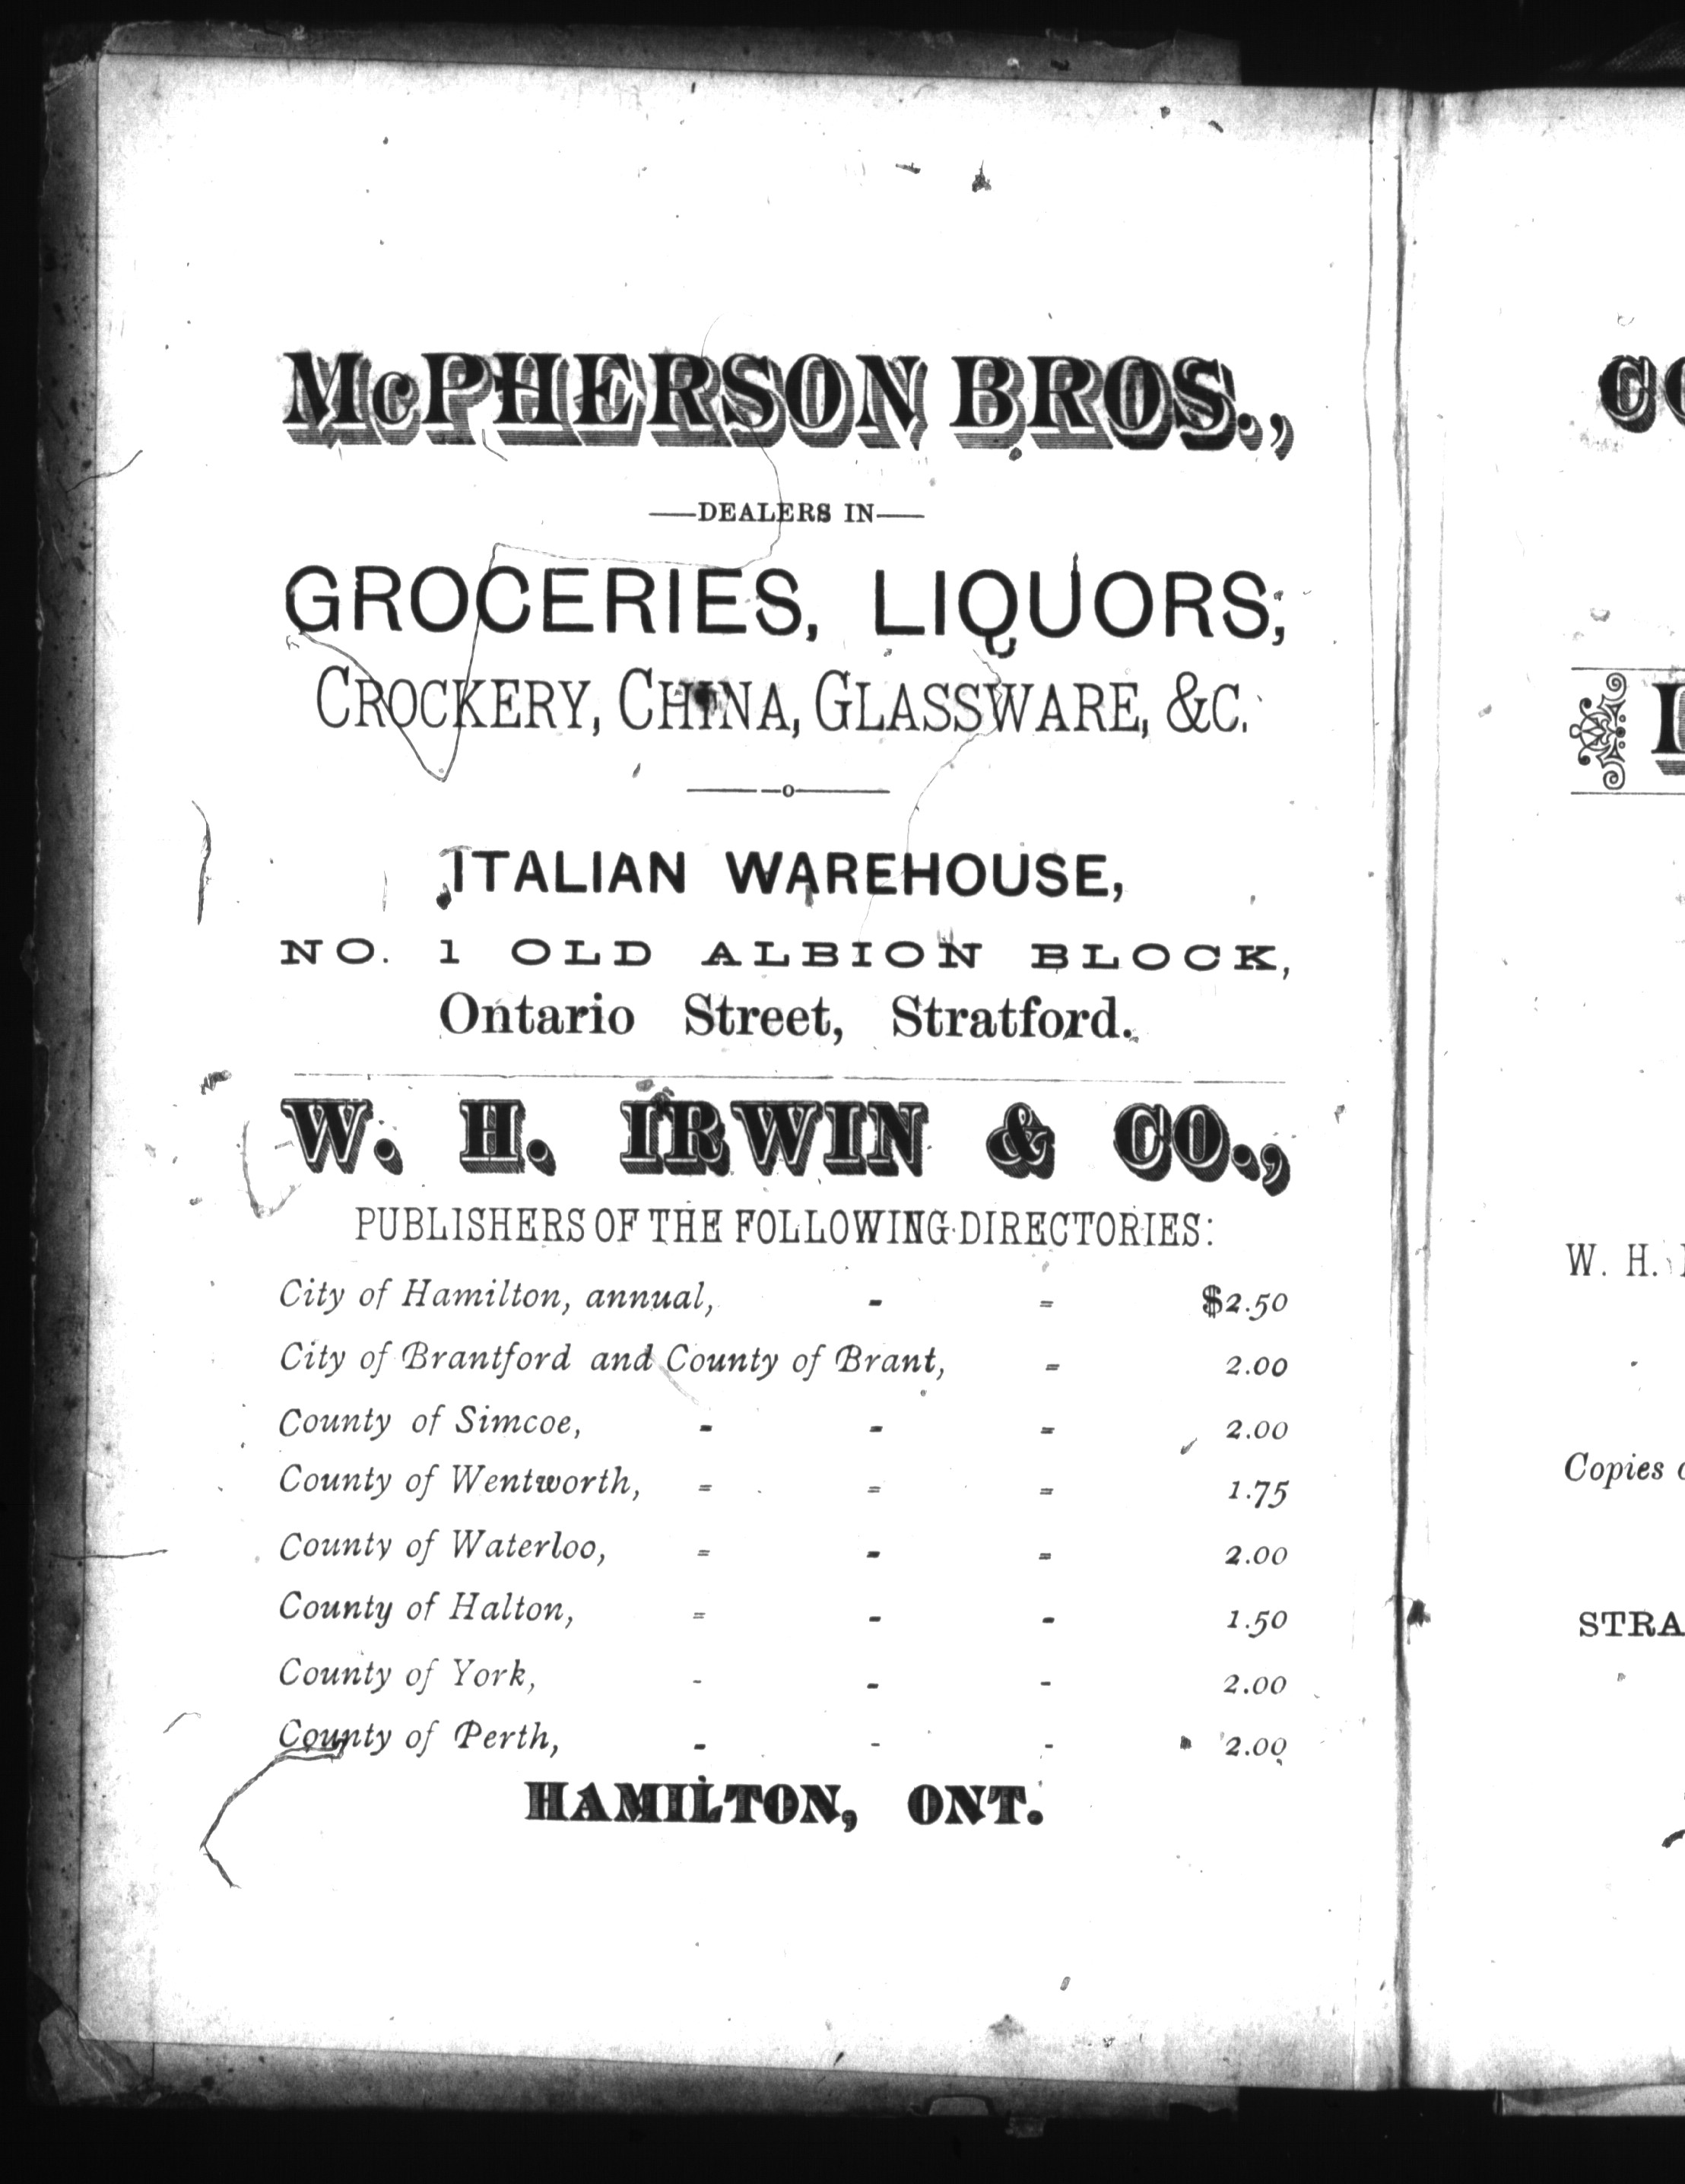 McPHERSON BROS.,
—DEALERS IN—
GROCERIES, LIQUORS,
CROCKERY, CHINA, GLASSWARE, &C.
ITALIAN WAREHOUSE,
NO. 1 OLD ALBION BLOCK,
Ontario Street, Stratford.
W. H. IRWIN & CO.,
PUBLISHERS OF THE FOLLOWING DIRECTORIES:
City of Hamilton, annual, - - $2.50
City of Brantford and County of Brant, - 2.00
County of Simcoe, - - - 2.00
County of Wentworth, - - - 1.75
County of Waterloo, - - - 2.00
County of Halton, - - - 1.50
County of York, - - - 2.00
County of Perth, - - - 2.00
HAMILTON, ONT.
W. H.
Copies